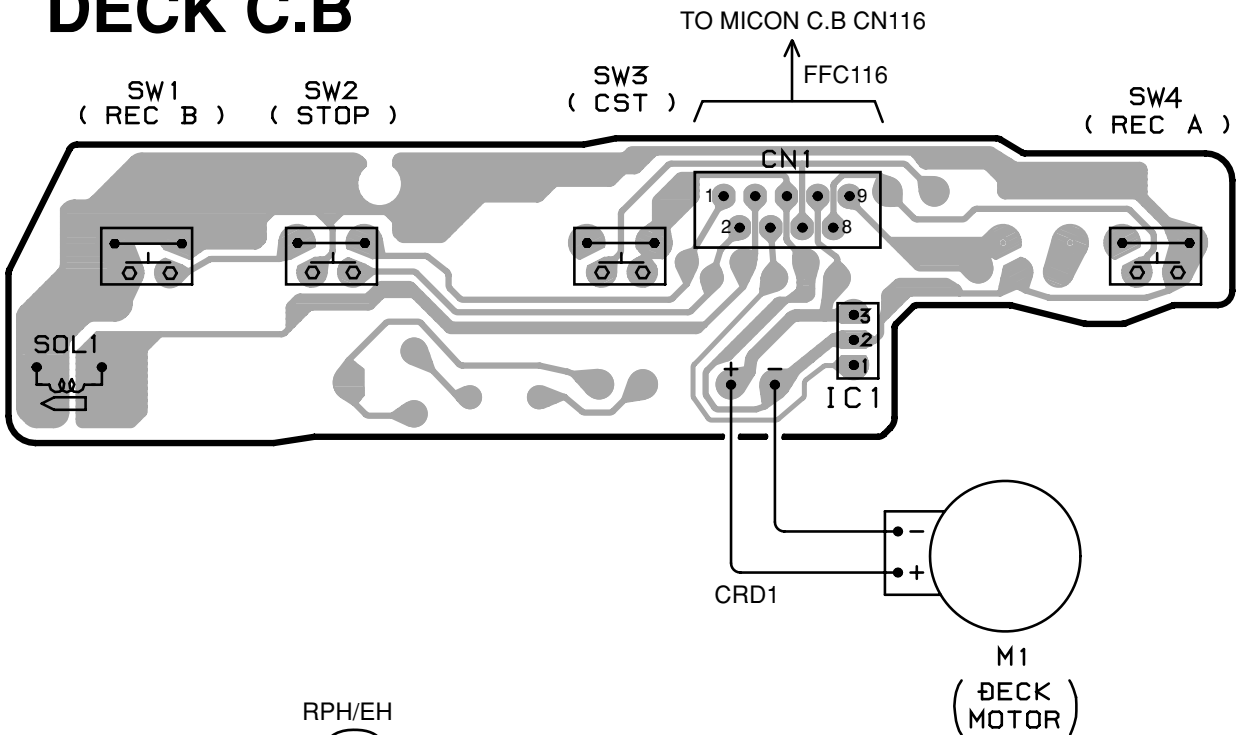 DECK C.B
TO MICON C.B CN116
FFC116
SW1
( REC B )
SW2
( STOP )
SW3
( CST )
SW4
( REC A )
CN1
1 9
2 8
3
2
1
IC1
SOL1
+ −
−
+
CRD1
M1
( DECK
MOTOR )
RPH/EH